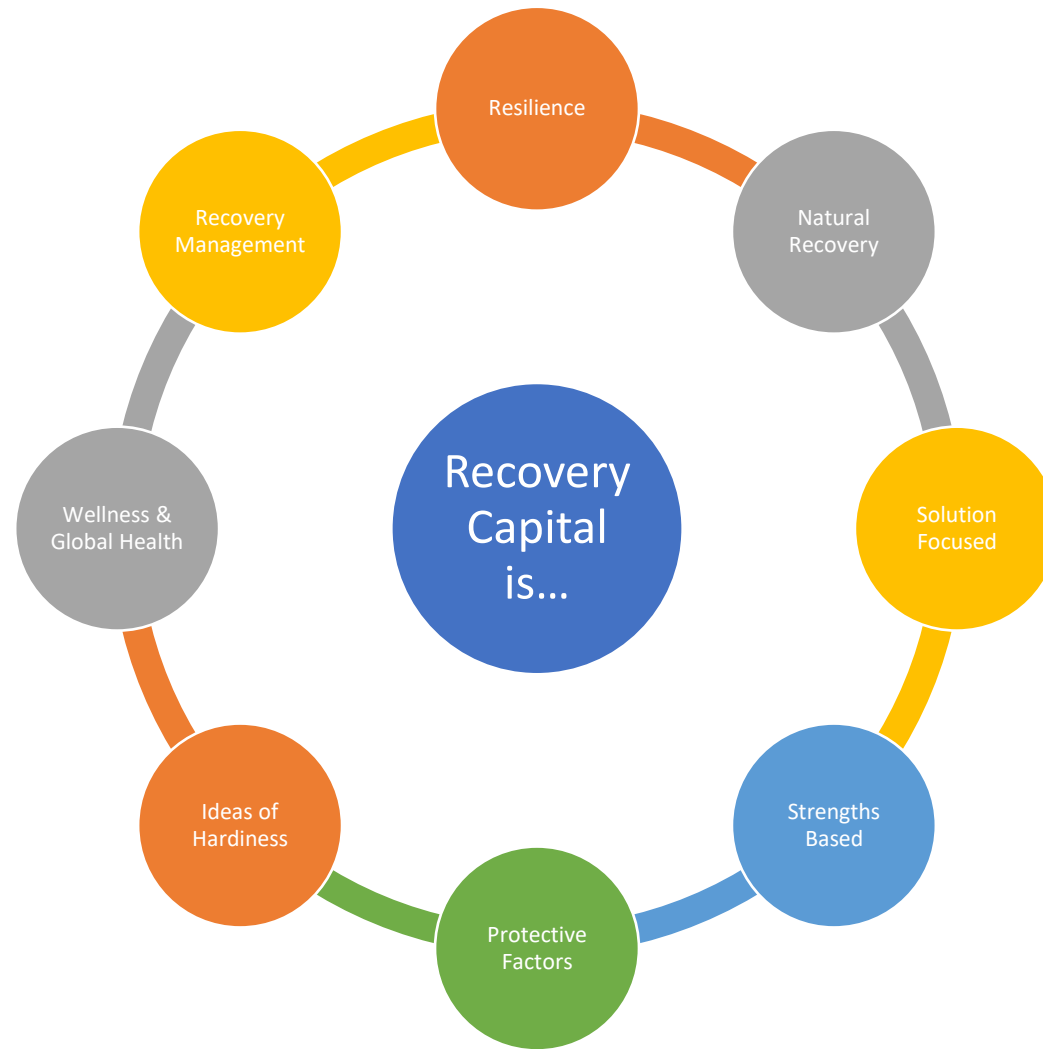 Resilience
Natural
Recovery
Solution
Focused
Strengths
Based
Protective
Factors
Ideas of
Hardiness
Wellness &
Global Health
Recovery
Management
Recovery
Capital
is...